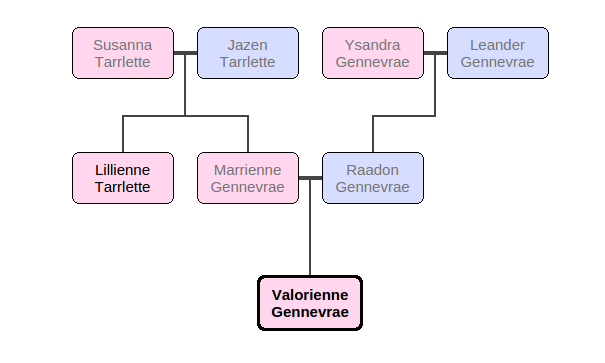 Susanna
Tarrlette
Jazen
Tarrlette
Ysandra
Gennevrae
Leander
Gennevrae
Lillienne
Tarrlette
Marrienne
Gennevrae
Raadon
Gennevrae
Valorienne
Gennevrae